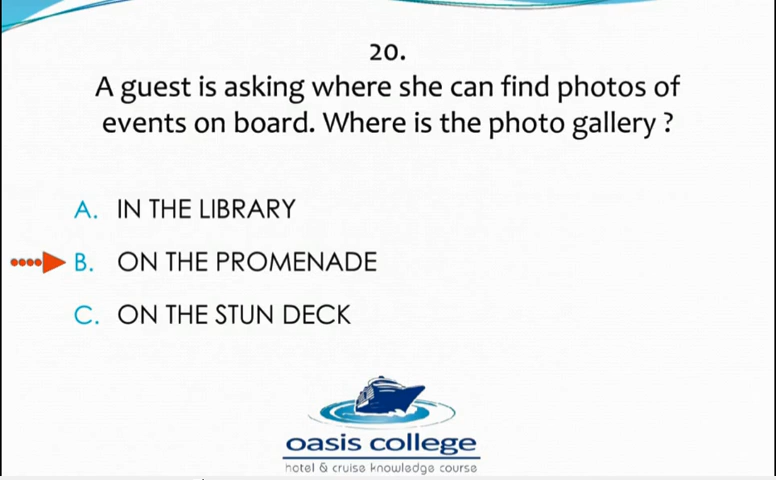 20.
A guest is asking where she can find photos of
events on board. Where is the photo gallery ?
A. IN THE LIBRARY
B. ON THE PROMENADE
C. ON THE STUN DECK
oasis college
hotel & cruise knowledge course